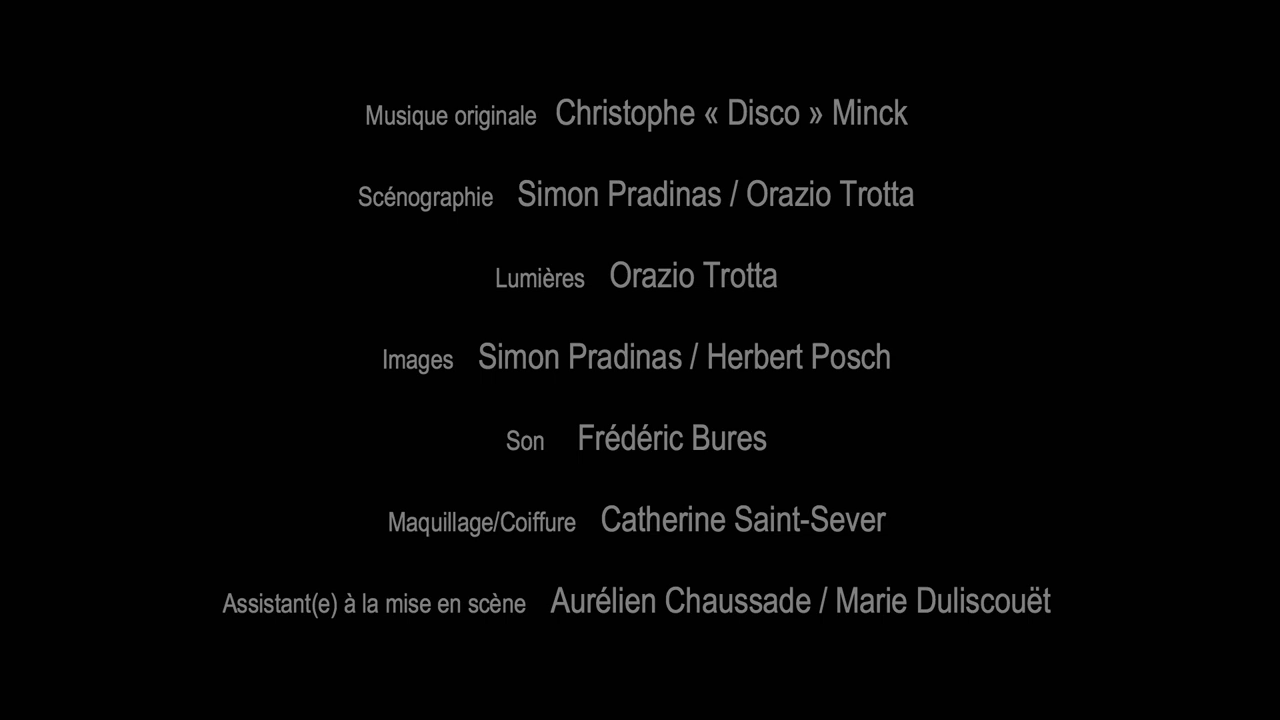 Musique originale Christophe « Disco » Minck
Scénographie Simon Pradinas / Orazio Trotta
Lumières Orazio Trotta
Images Simon Pradinas / Herbert Posch
Son Frédéric Bures
Maquillage/Coiffure Catherine Saint-Sever
Assistant(e) à la mise en scène Aurélien Chaussade / Marie Duliscouët